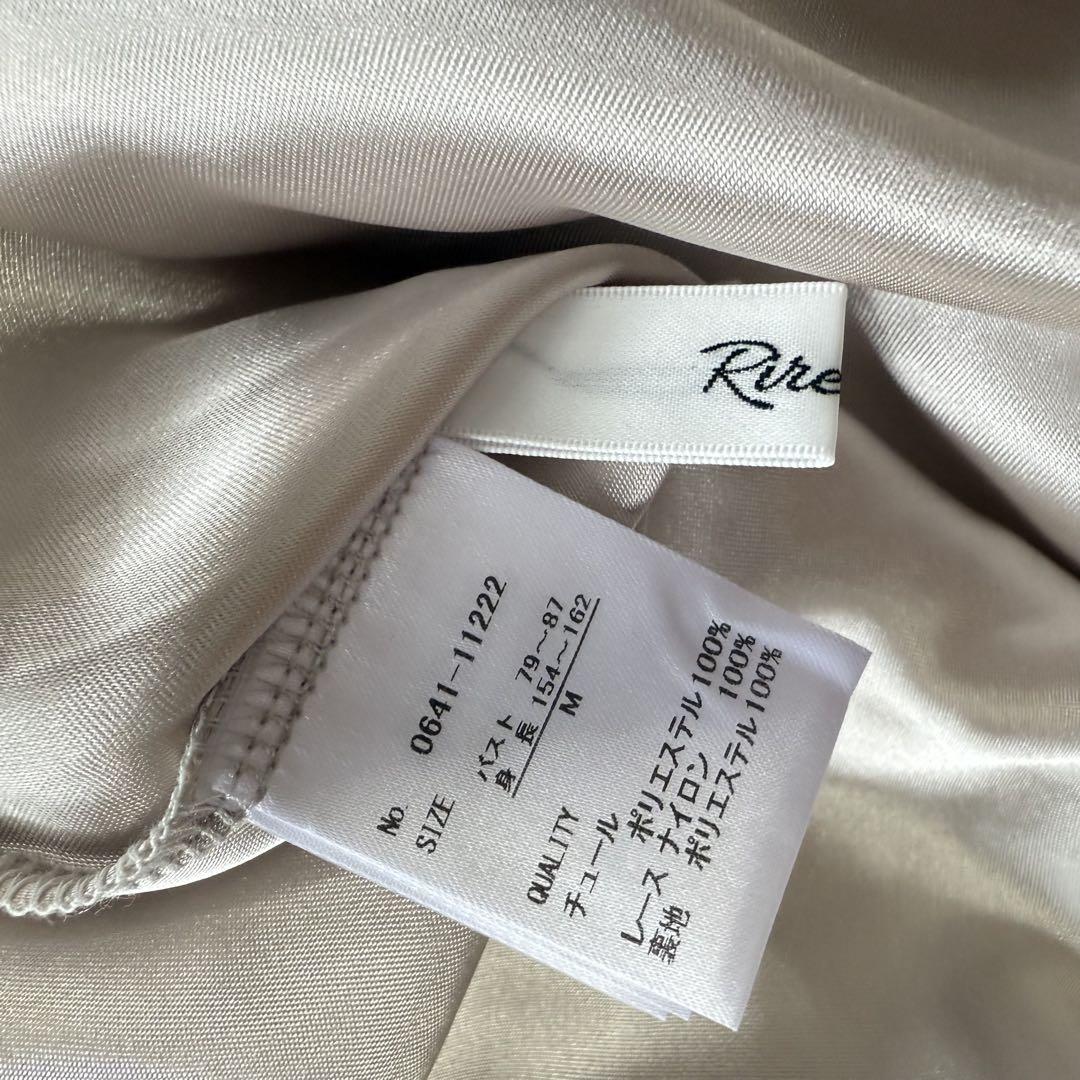 Rire
No. 0641-11222
SIZE
バスト 79〜87
身長 154〜162
M
QUALITY
チュール ポリエステル100%
レース ナイロン 100%
裏地 ポリエステル100%